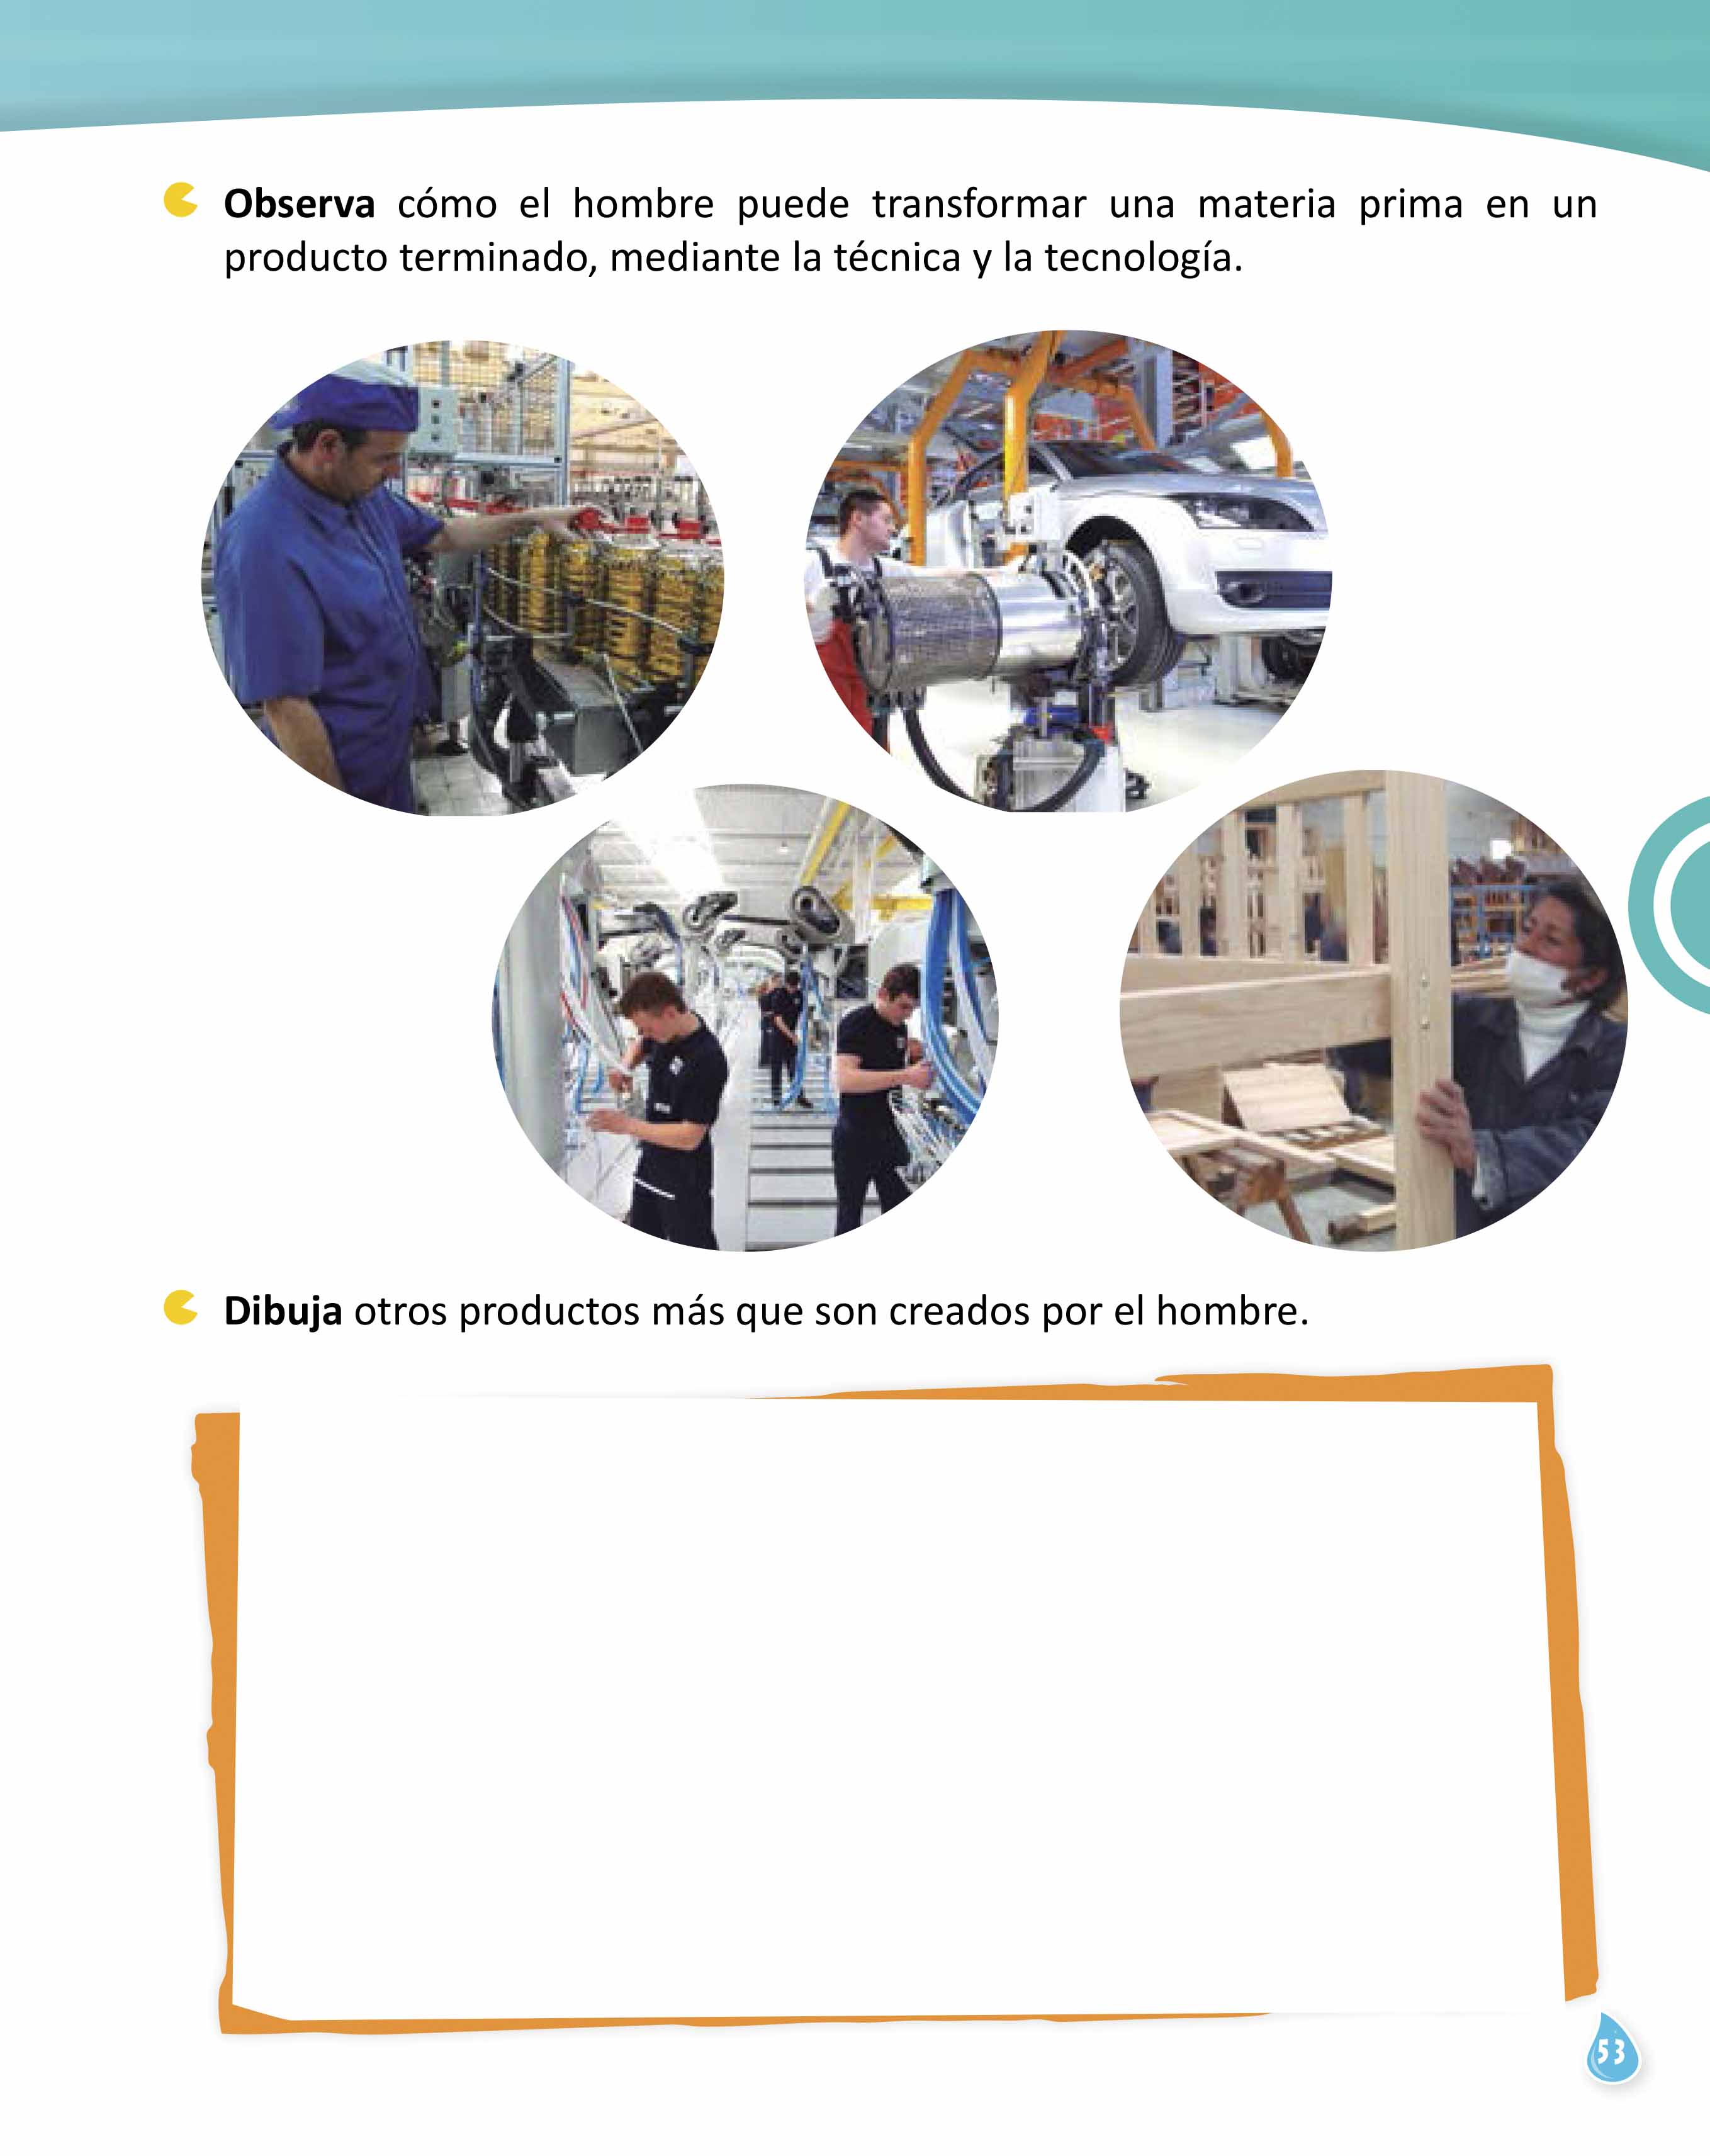 Observa cómo el hombre puede transformar una materia prima en un
producto terminado, mediante la técnica y la tecnología.
Dibuja otros productos más que son creados por el hombre.
53